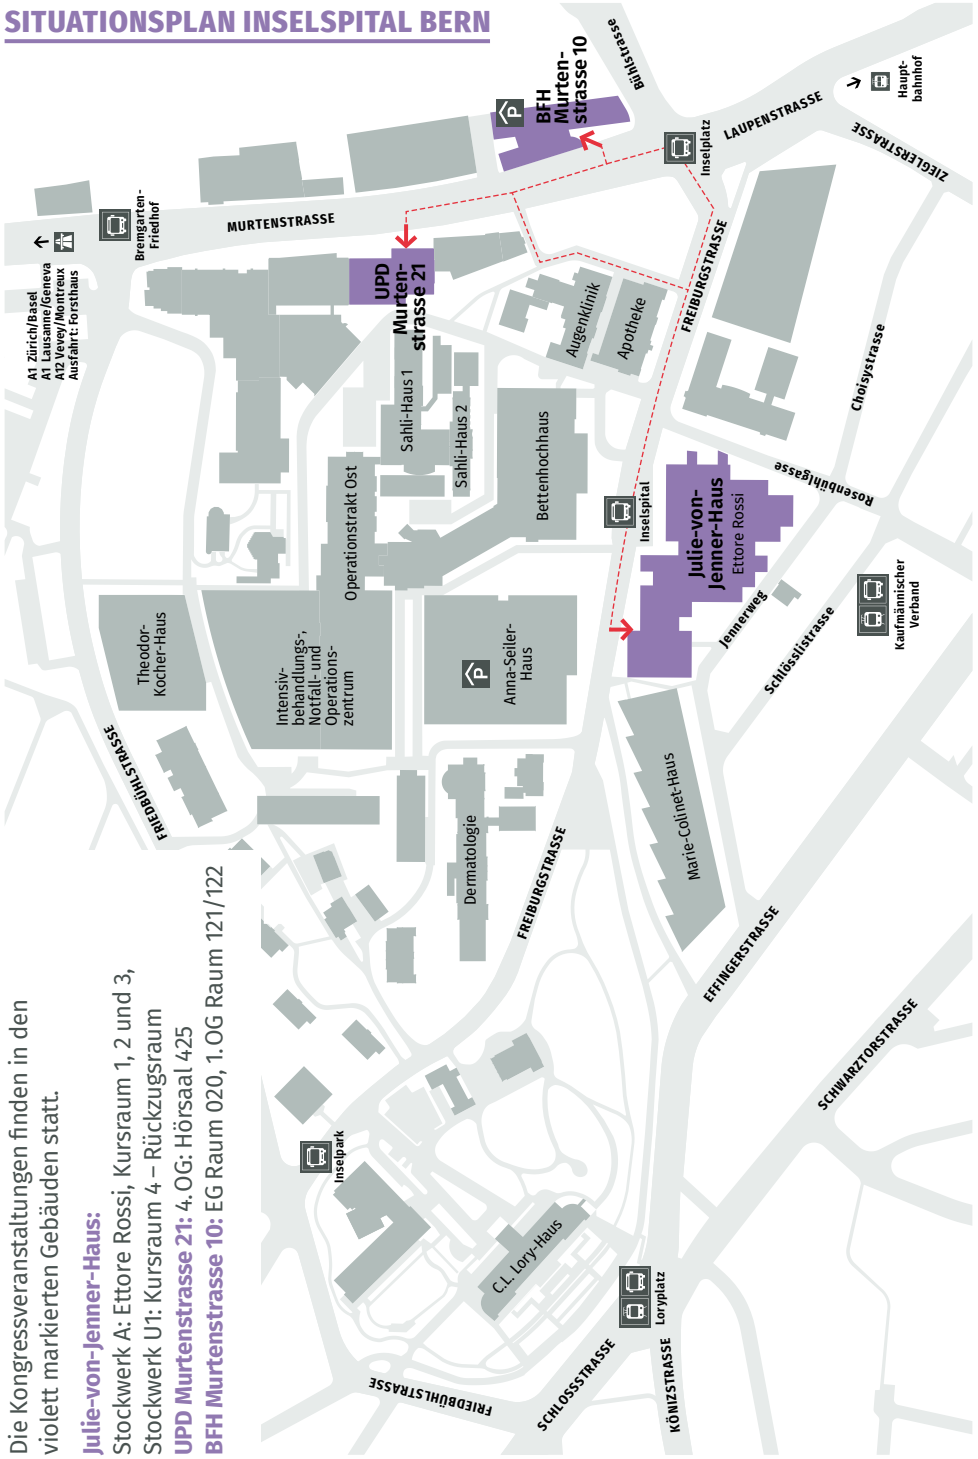 SITUATIONSPLAN INSELSPITAL BERN
Die Kongressveranstaltungen finden in den
violett markierten Gebäuden statt.
Julie-von-Jenner-Haus:
Stockwerk A: Ettore Rossi, Kursraum 1, 2 und 3,
Stockwerk U1: Kursraum 4 – Rückzugsraum
UPD Murtenstrasse 21: 4. OG: Hörsaal 425
BFH Murtenstrasse 10: EG Raum 020, 1. OG Raum 121/122
A1 Zürich/Basel
A1 Lausanne/Geneva
A12 Vevey/Montreux
Ausfahrt: Forsthaus
Bremgarten-
Friedhof
MURTENSTRASSE
P
BFH
Murten-
strasse 10
Bühlstrasse
Inselplatz
LAUPENSTRASSE
Haupt-
bahnhof
ZIEGLERSTRASSE
UPD
Murten-
strasse 21
Augenklinik
Apotheke
FREIBURGSTRASSE
Choisystrasse
Rosenbühlgasse
Sahli-Haus 1
Sahli-Haus 2
Bettenhochhaus
Operationstrakt Ost
Inselspital
Julie-von-
Jenner-Haus
Ettore Rossi
Jennerweg
Schlösslistrasse
Kaufmännischer
Verband
Theodor-
Kocher-Haus
Intensiv-
behandlungs-,
Notfall- und
Operations-
zentrum
P
Anna-Seiler-
Haus
FRIEDBÜHLSTRASSE
Dermatologie
Marie-Colinet-Haus
FREIBURGSTRASSE
EFFINGERSTRASSE
SCHWARZTORSTRASSE
Inselpark
C.L. Lory-Haus
Loryplatz
FRIEDBÜHLSTRASSE
SCHLOSSSTRASSE
KÖNIZSTRASSE